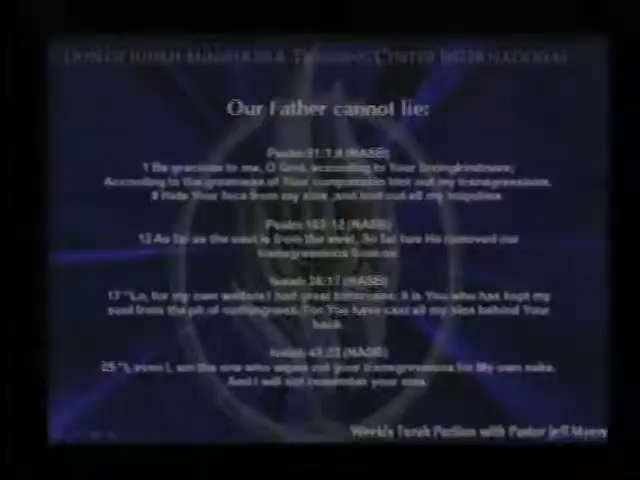 Our Father cannot lie:
Psalm 51:1,9 (NASB)
1 Be gracious to me, O God, according to Your lovingkindness;
According to the greatness of Your compassion blot out my transgressions.
9 Hide Your face from my sins, and blot out all my iniquities.
Psalm 103:12 (NASB)
12 As far as the east is from the west, So far has He removed our
transgressions from us.
Isaiah 38:17 (NASB)
17 "Lo, for my own welfare I had great bitterness; It is You who has kept my
soul from the pit of nothingness, For You have cast all my sins behind Your
back.
Isaiah 43:25 (NASB)
25 "I, even I, am the one who wipes out your transgressions for My own sake,
And I will not remember your sins.
Weekly Torah Portion with Pastor Jeff